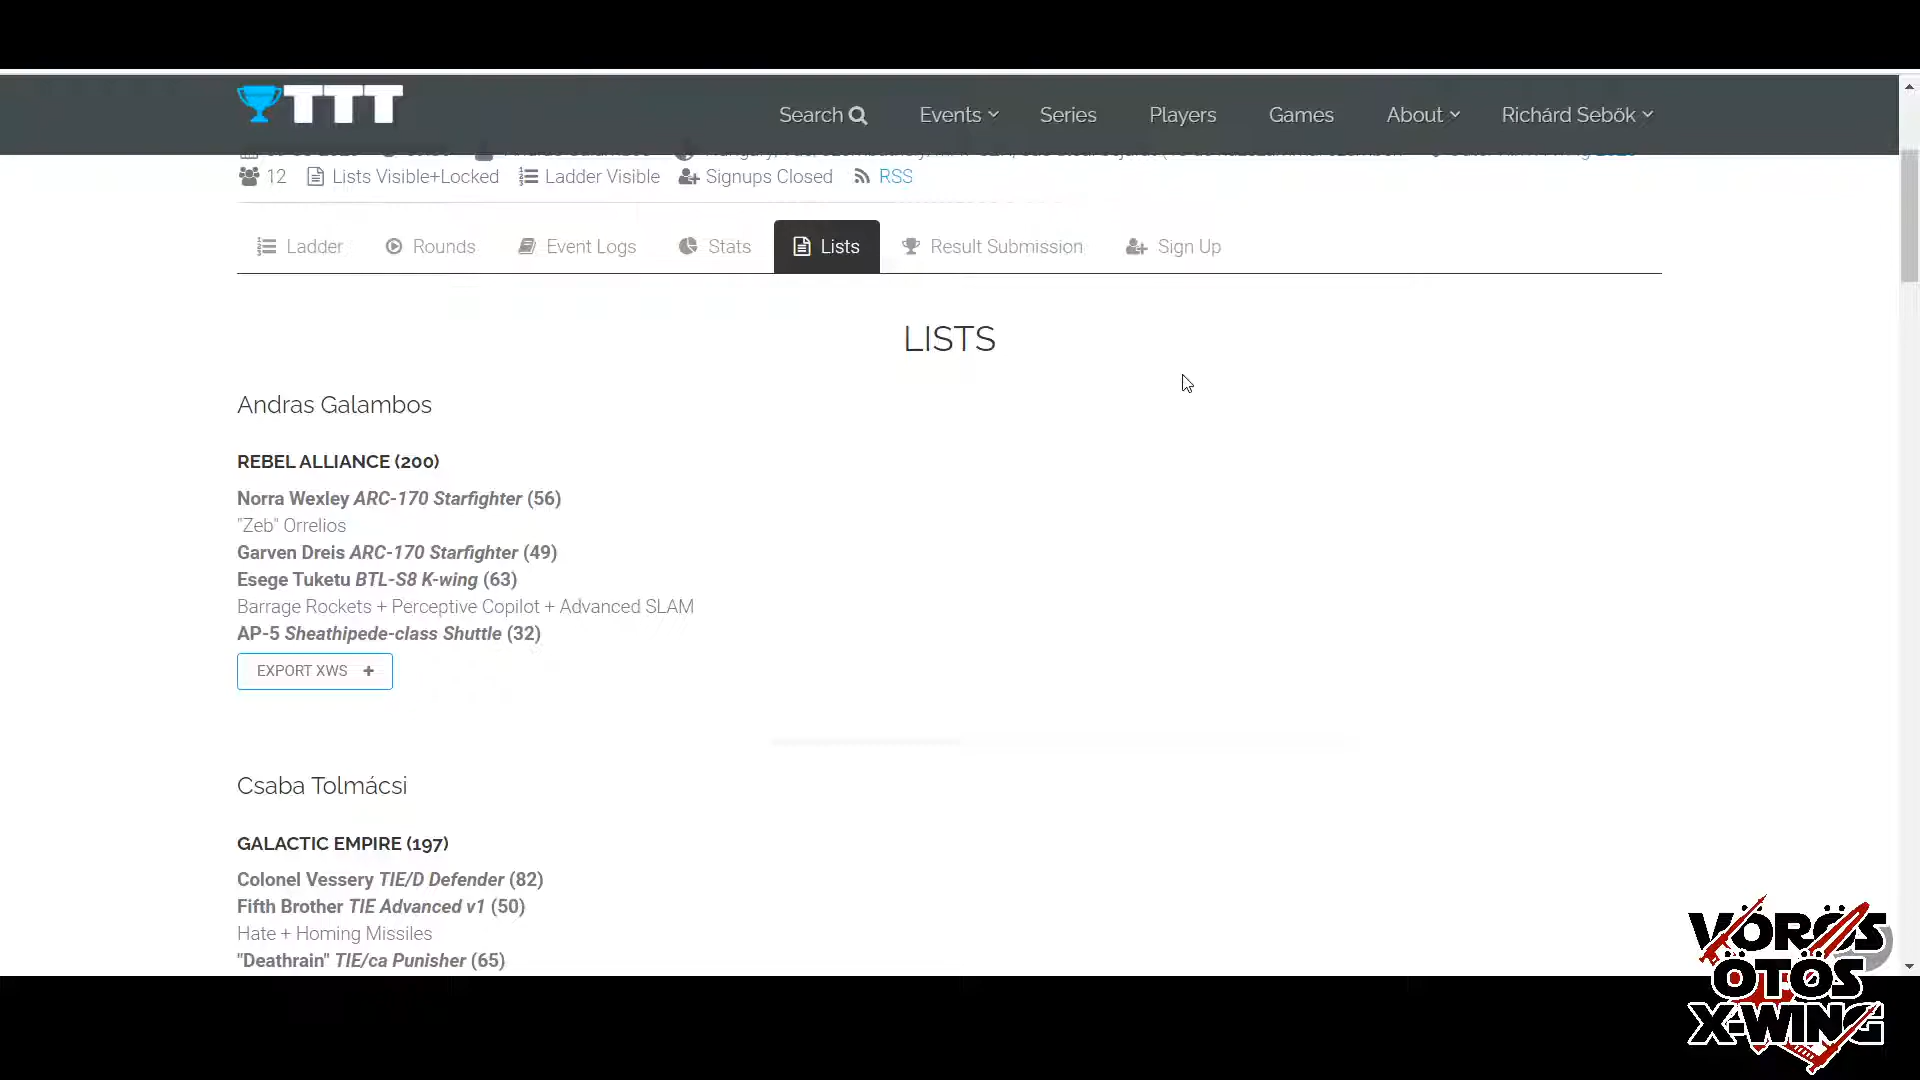 TTT
Search
Events
Series
Players
Games
About
Richárd Sebők
12 Lists Visible+Locked Ladder Visible Signups Closed RSS
Ladder
Rounds
Event Logs
Stats
Lists
Result Submission
Sign Up
LISTS
Andras Galambos
REBEL ALLIANCE (200)
Norra Wexley ARC-170 Starfighter (56)
"Zeb" Orrelios
Garven Dreis ARC-170 Starfighter (49)
Esege Tuketu BTL-S8 K-wing (63)
Barrage Rockets + Perceptive Copilot + Advanced SLAM
AP-5 Sheathipede-class Shuttle (32)
EXPORT XWS +
Csaba Tolmácsi
GALACTIC EMPIRE (197)
Colonel Vessery TIE/D Defender (82)
Fifth Brother TIE Advanced v1 (50)
Hate + Homing Missiles
"Deathrain" TIE/ca Punisher (65)
VÖRÖS
ÖTÖS
X-WING